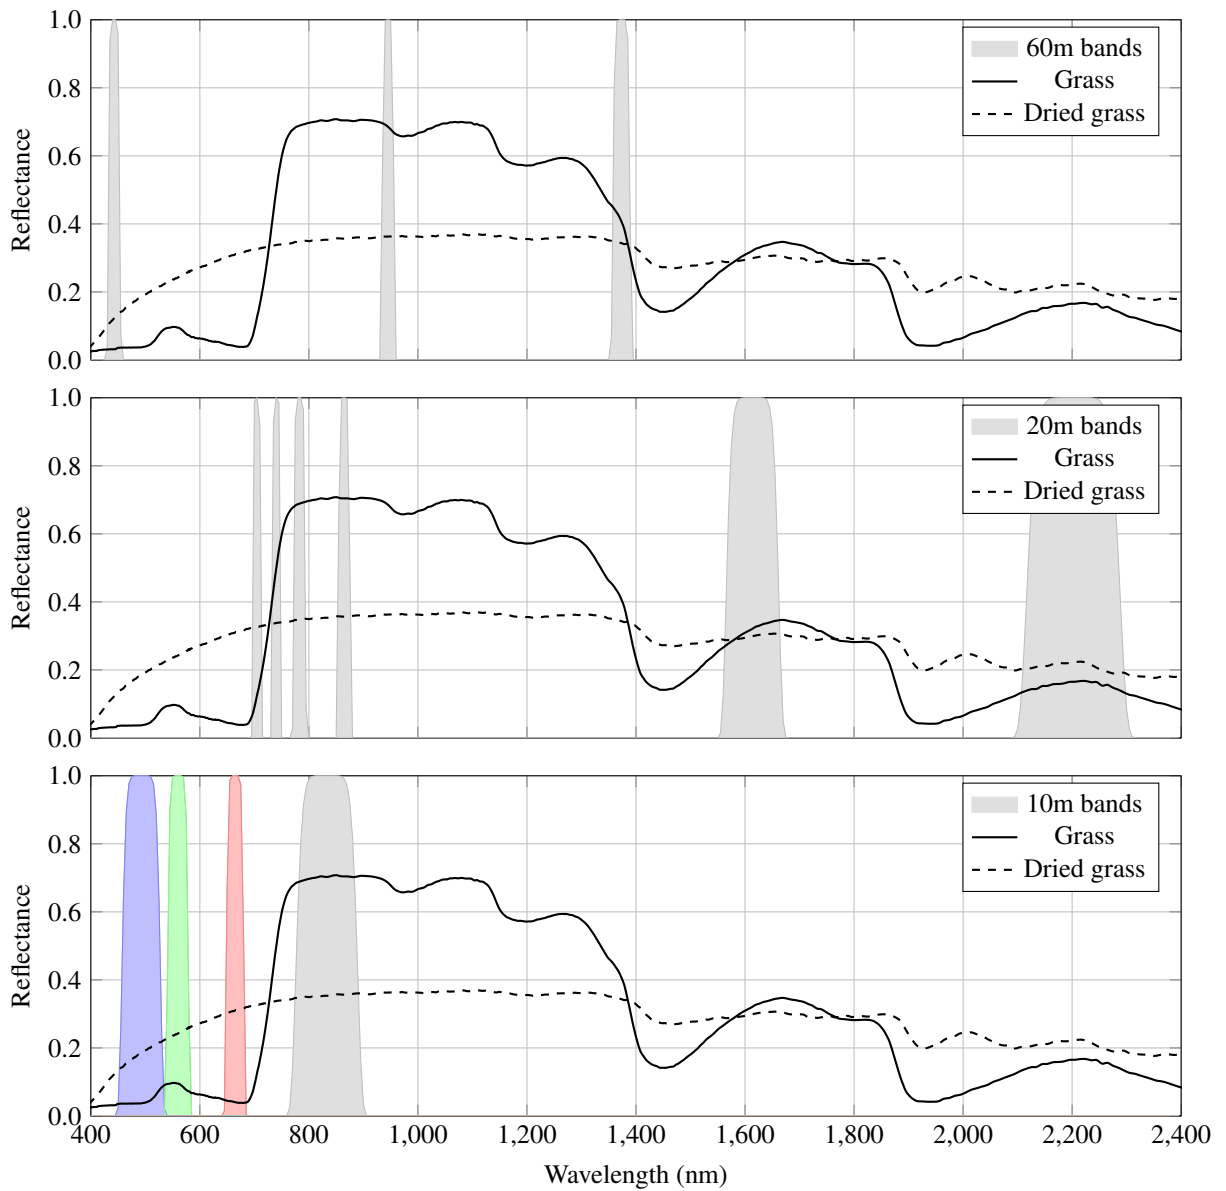 1.0
0.8
0.6
0.4
0.2
0.0
Reflectance
60m bands
Grass
Dried grass
1.0
0.8
0.6
0.4
0.2
0.0
Reflectance
20m bands
Grass
Dried grass
1.0
0.8
0.6
0.4
0.2
0.0
Reflectance
10m bands
Grass
Dried grass
400 600 800 1,000 1,200 1,400 1,600 1,800 2,000 2,200 2,400
Wavelength (nm)